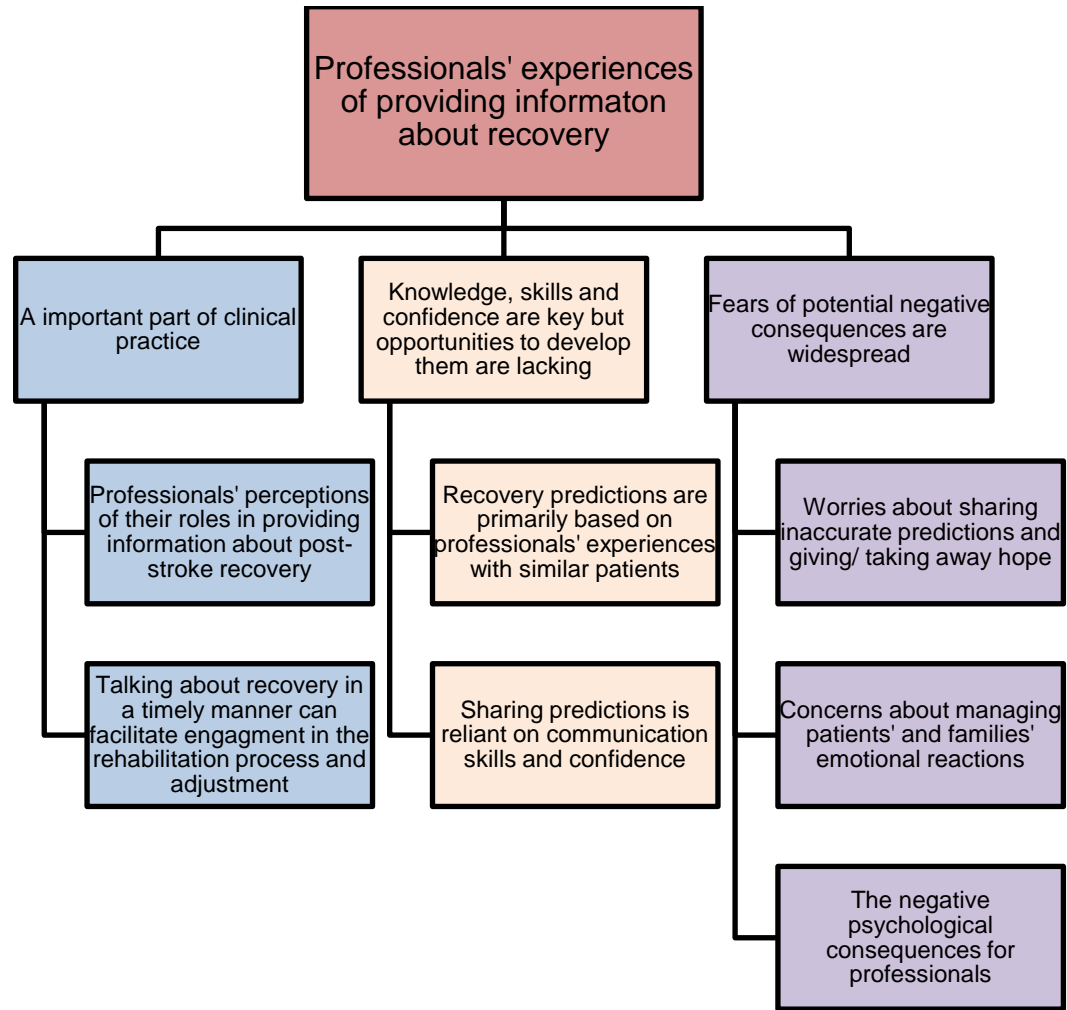 Professionals' experiences
of providing informaton
about recovery
A important part of clinical
practice
Knowledge, skills and
confidence are key but
opportunities to develop
them are lacking
Fears of potential negative
consequences are
widespread
Professionals' perceptions
of their roles in providing
information about post-
stroke recovery
Recovery predictions are
primarily based on
professionals' experiences
with similar patients
Worries about sharing
inaccurate predictions and
giving/ taking away hope
Talking about recovery in
a timely manner can
facilitate engagment in the
rehabilitation process and
adjustment
Sharing predictions is
reliant on communication
skills and confidence
Concerns about managing
patients' and families'
emotional reactions
The negative
psychological
consequences for
professionals